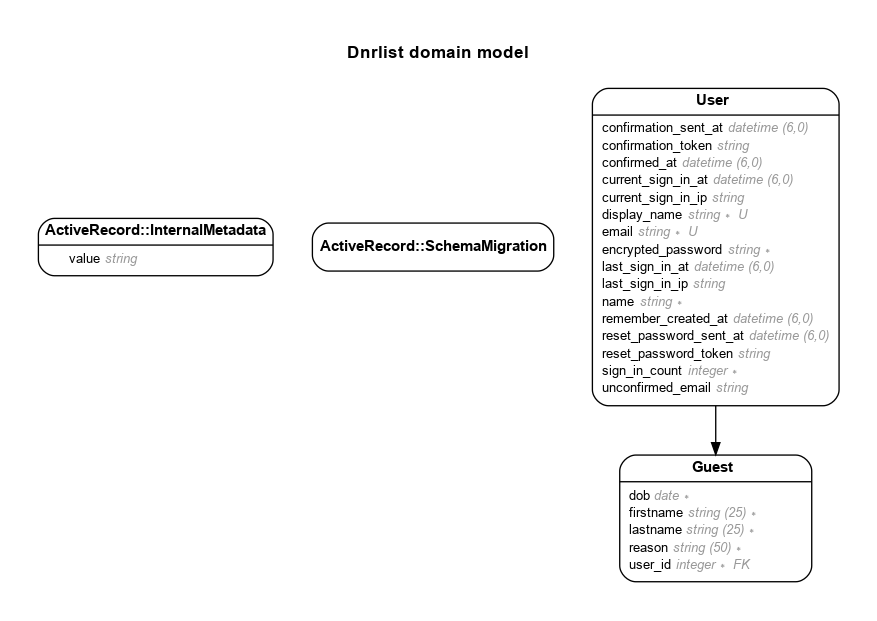 Dnrlist domain model
ActiveRecord::InternalMetadata
value string
ActiveRecord::SchemaMigration
User
confirmation_sent_at datetime (6,0)
confirmation_token string
confirmed_at datetime (6,0)
current_sign_in_at datetime (6,0)
current_sign_in_ip string
display_name string * U
email string * U
encrypted_password string *
last_sign_in_at datetime (6,0)
last_sign_in_ip string
name string *
remember_created_at datetime (6,0)
reset_password_sent_at datetime (6,0)
reset_password_token string
sign_in_count integer *
unconfirmed_email string
Guest
dob date *
firstname string (25) *
lastname string (25) *
reason string (50) *
user_id integer * FK